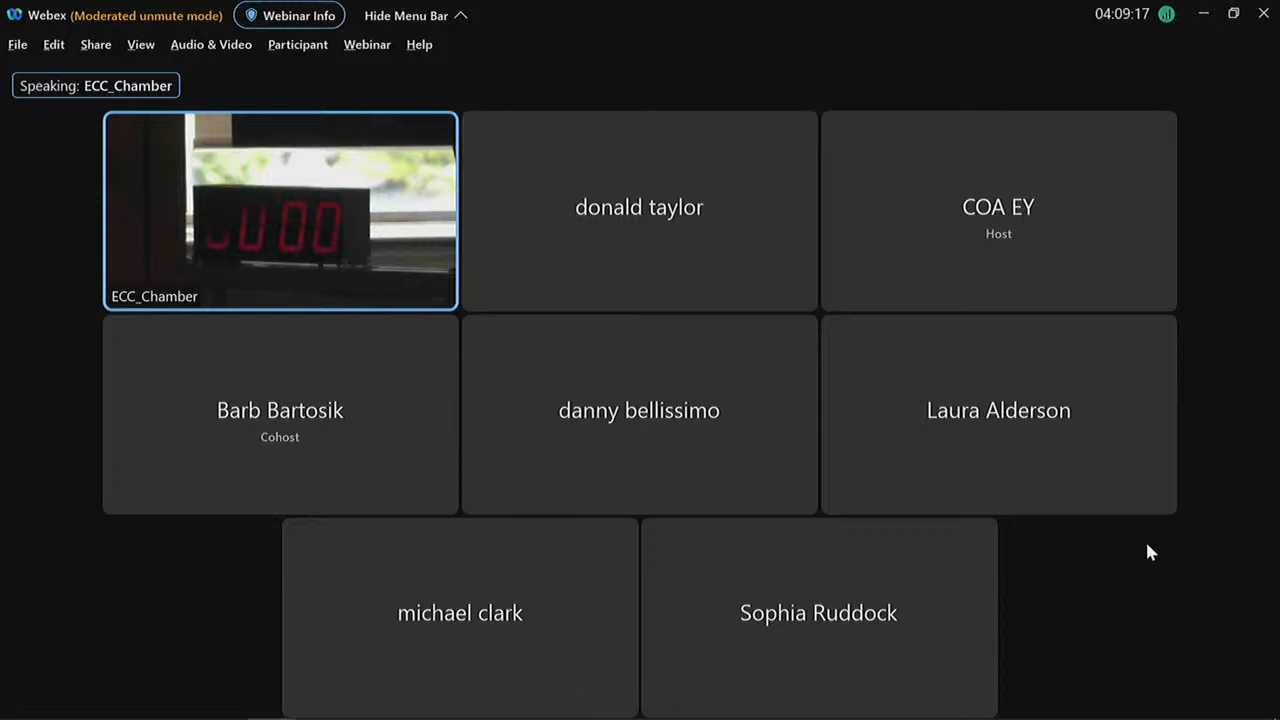 Webex (Moderated unmute mode) Webinar Info Hide Menu Bar 04:09:17
File Edit Share View Audio & Video Participant Webinar Help
Speaking: ECC_Chamber
00
ECC_Chamber
donald taylor
COA EY
Host
Barb Bartosik
Cohost
danny bellissimo
Laura Alderson
michael clark
Sophia Ruddock